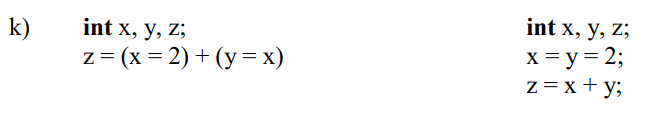 k) int x, y, z; int x, y, z;
z = (x = 2) + (y = x) x = y = 2;
z = x + y;